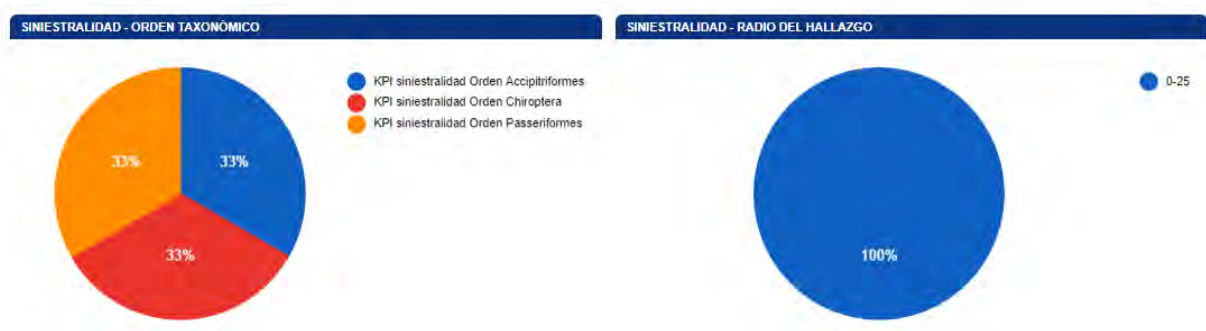 SINIESTRALIDAD - ORDEN TAXONÓMICO
KPI siniestralidad Orden Accipitriformes
KPI siniestralidad Orden Chiroptera
KPI siniestralidad Orden Passeriformes
33%
33%
33%
SINIESTRALIDAD - RADIO DEL HALLAZGO
0-25
100%